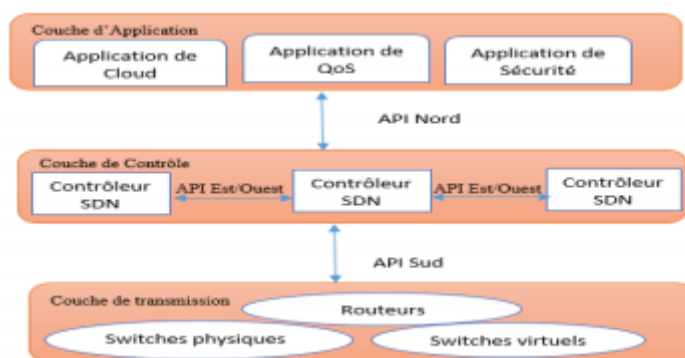 Couche d'Application
Application de
Cloud
Application de
QoS
Application de
Sécurité
API Nord
Couche de Contrôle
Contrôleur
SDN
API Est/Ouest
Contrôleur
SDN
API Est/Ouest
Contrôleur
SDN
API Sud
Couche de transmission
Routeurs
Switches physiques
Switches virtuels